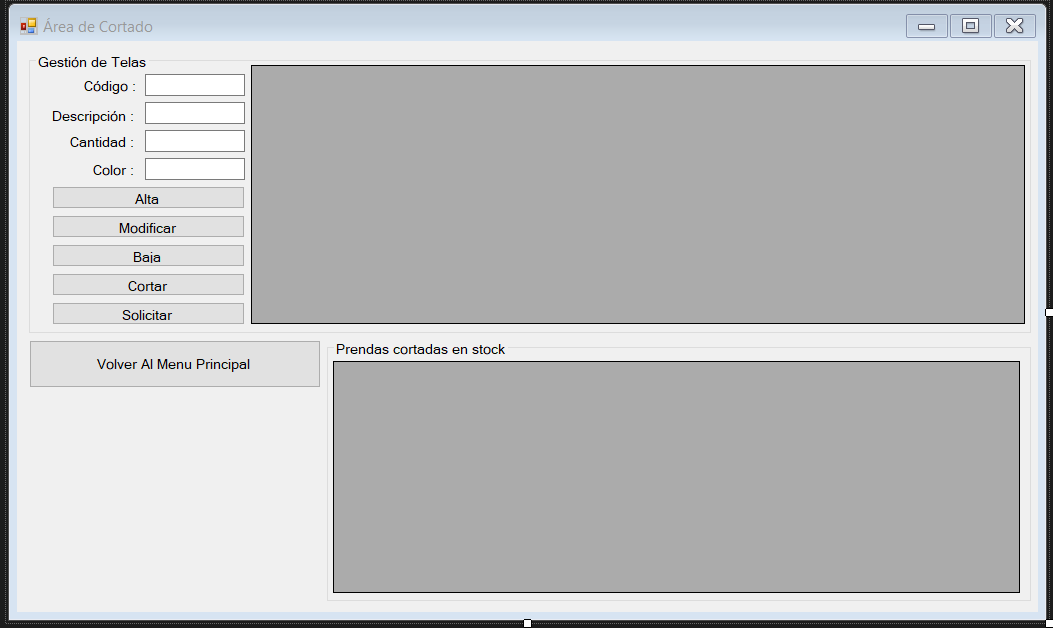 Área de Cortado
Gestión de Telas
Código :
Descripción :
Cantidad :
Color :
Alta
Modificar
Baja
Cortar
Solicitar
Volver Al Menu Principal
Prendas cortadas en stock